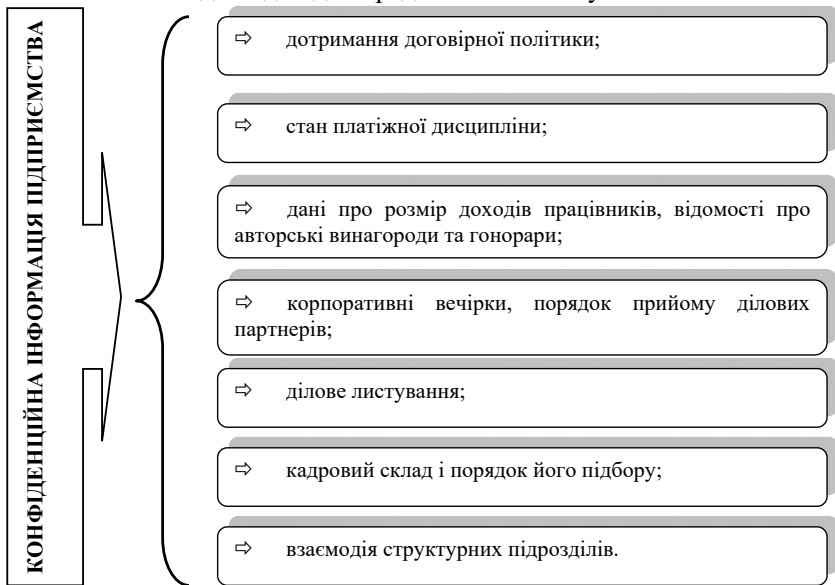 КОНФІДЕНЦІЙНА ІНФОРМАЦІЯ ПІДПРИЄМСТВА
⇨ дотримання договірної політики;
⇨ стан платіжної дисципліни;
⇨ дані про розмір доходів працівників, відомості про
авторські винагороди та гонорари;
⇨ корпоративні вечірки, порядок прийому ділових
партнерів;
⇨ ділове листування;
⇨ кадровий склад і порядок його підбору;
⇨ взаємодія структурних підрозділів.